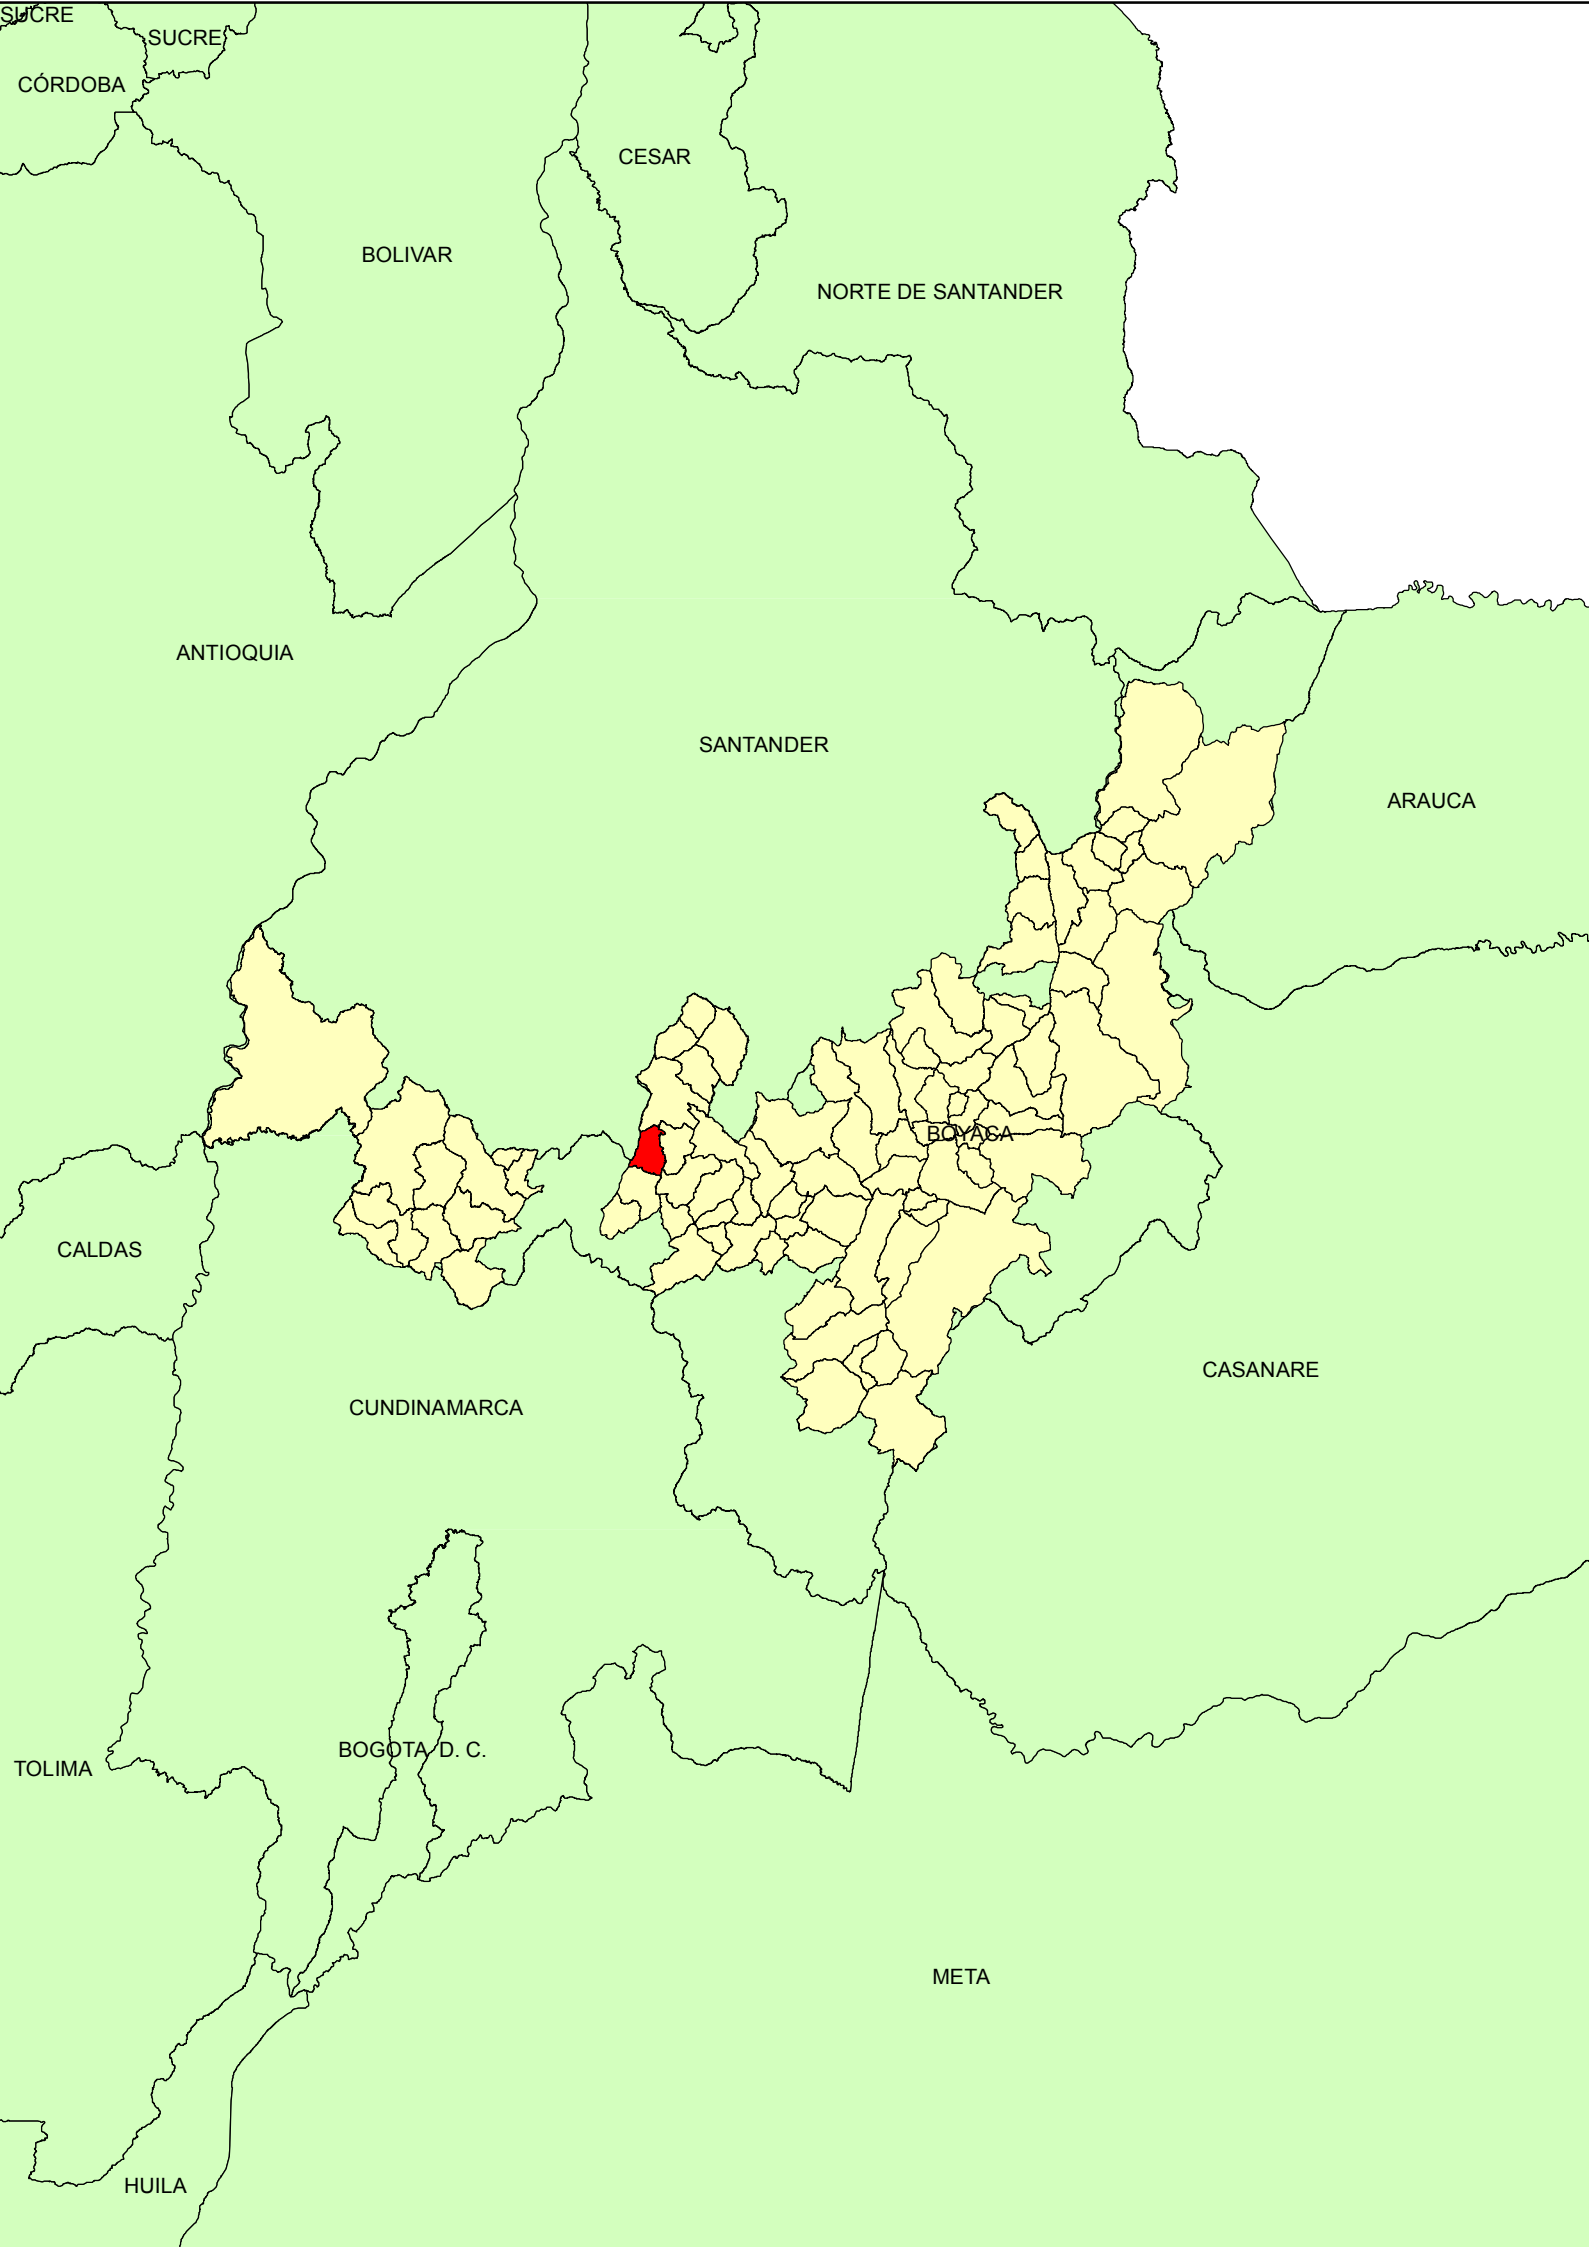 SUCRE
SUCRE
CÓRDOBA
CESAR
BOLIVAR
NORTE DE SANTANDER
ANTIOQUIA
SANTANDER
ARAUCA
BOYACA
CALDAS
CASANARE
CUNDINAMARCA
BOGOTA D. C.
TOLIMA
META
HUILA